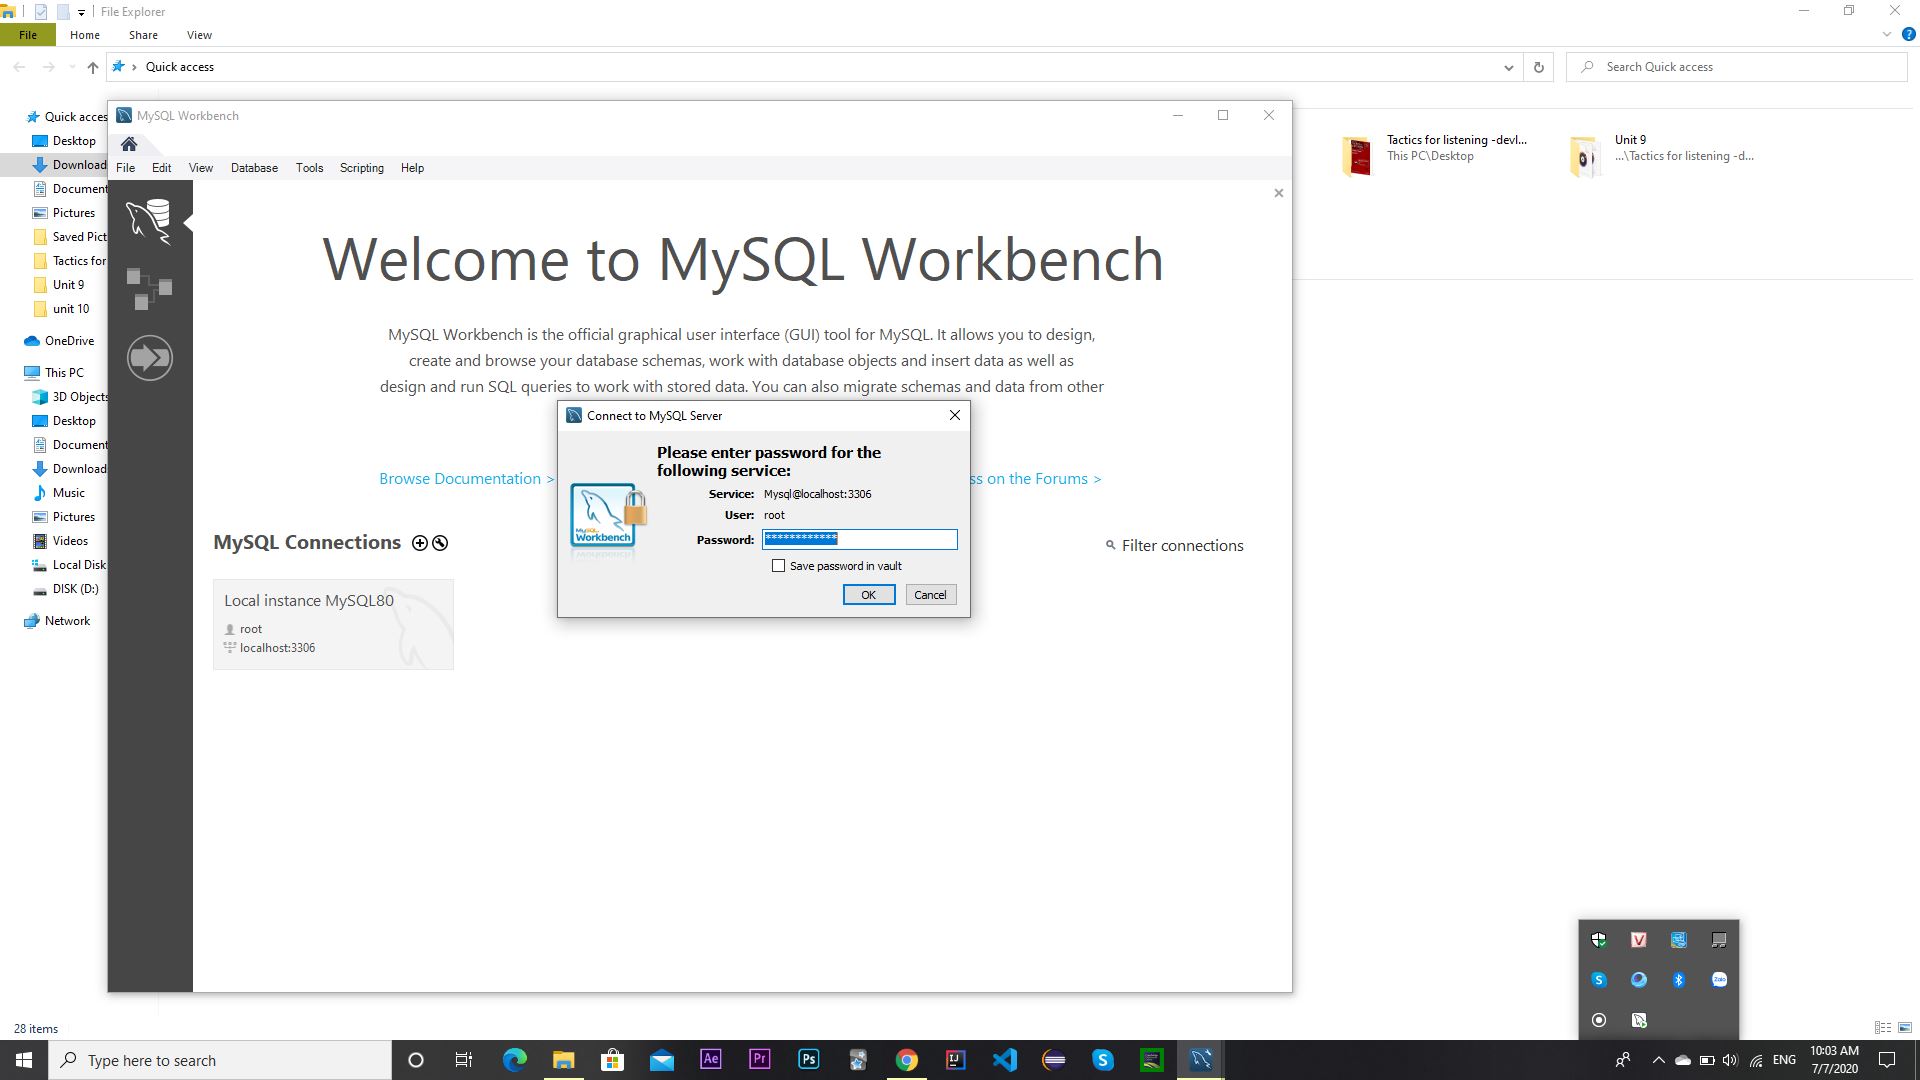 File Explorer
File Home Share View
Quick access
Search Quick access
Quick acces
Desktop
Download
Document
Pictures
Saved Pict
Tactics for
Unit 9
unit 10
OneDrive
This PC
3D Objects
Desktop
Document
Download
Music
Pictures
Videos
Local Disk
DISK (D:)
Network
28 items
Tactics for listening -devl...
This PC\Desktop
Unit 9
...\Tactics for listening -d...
MySQL Workbench
File Edit View Database Tools Scripting Help
Welcome to MySQL Workbench
MySQL Workbench is the official graphical user interface (GUI) tool for MySQL. It allows you to design,
create and browse your database schemas, work with database objects and insert data as well as
design and run SQL queries to work with stored data. You can also migrate schemas and data from other
Browse Documentation >
ss on the Forums >
MySQL Connections
Filter connections
Local instance MySQL80
root
localhost:3306
Connect to MySQL Server
Please enter password for the
following service:
Service: Mysql@localhost:3306
User: root
Password: ************
Save password in vault
OK Cancel
MySQL
Workbench
Zalo
Type here to search
Ae Pr Ps
ENG
10:03 AM
7/7/2020